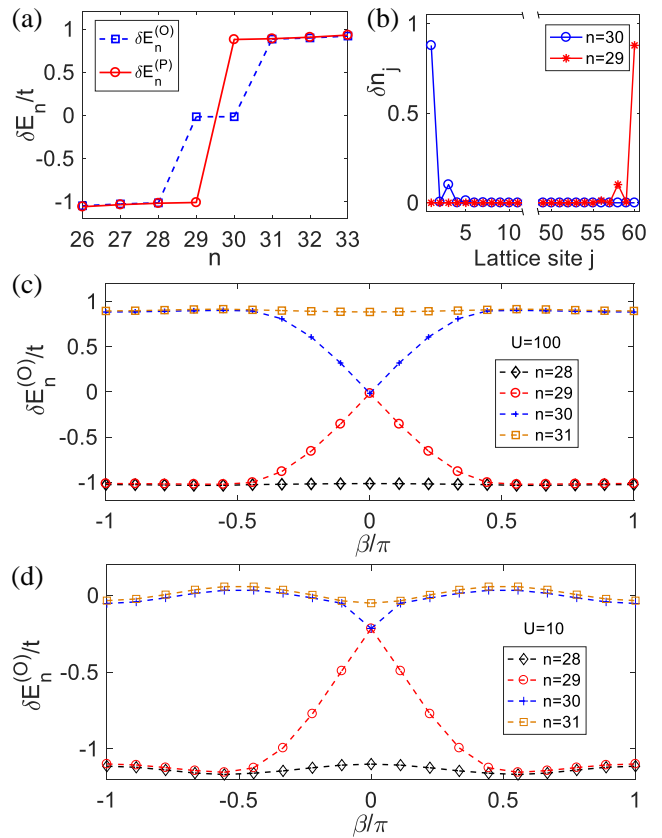 (a)
δE_n^(O)
δE_n^(P)
δE_n/t
1
0.5
0
-0.5
-1
26 27 28 29 30 31 32 33
n
(b)
n=30
n=29
δn_j
1
0.5
0
5 10 50 55 60
Lattice site j
(c)
δE_n^(O)/t
1
0.5
0
-0.5
-1
U=100
n=28
n=29
n=30
n=31
-1 -0.5 0 0.5 1
β/π
(d)
δE_n^(O)/t
0
-0.5
-1
U=10
n=28
n=29
n=30
n=31
-1 -0.5 0 0.5 1
β/π